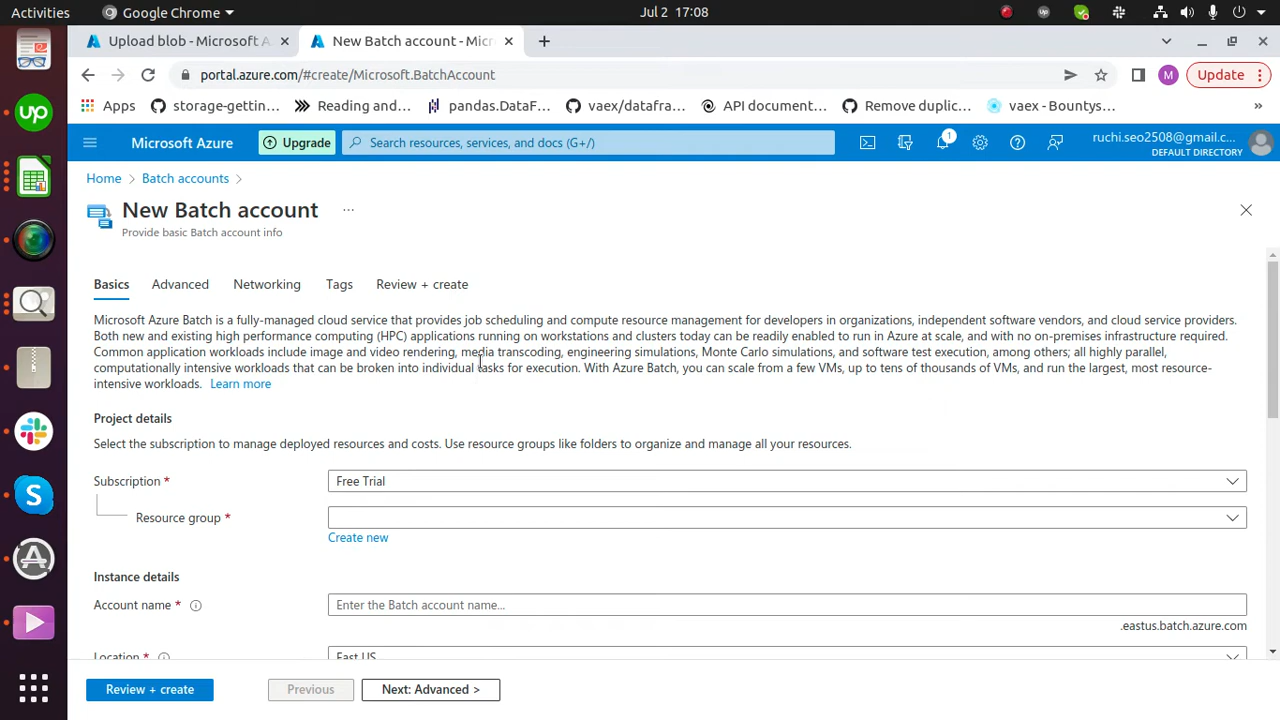 Activities
Google Chrome
Jul 2 17:08
Upload blob - Microsoft A
New Batch account - Micr
portal.azure.com/#create/Microsoft.BatchAccount
M
Update
Apps
storage-gettin...
Reading and...
pandas.DataF...
vaex/datafra...
API document...
Remove duplic...
vaex - Bountys...
»
Microsoft Azure
Upgrade
Search resources, services, and docs (G+/)
1
ruchi.seo2508@gmail.c...
DEFAULT DIRECTORY
Home > Batch accounts >
New Batch account
...
Provide basic Batch account info
Basics
Advanced
Networking
Tags
Review + create
Microsoft Azure Batch is a fully-managed cloud service that provides job scheduling and compute resource management for developers in organizations, independent software vendors, and cloud service providers.
Both new and existing high performance computing (HPC) applications running on workstations and clusters today can be readily enabled to run in Azure at scale, and with no on-premises infrastructure required.
Common application workloads include image and video rendering, media transcoding, engineering simulations, Monte Carlo simulations, and software test execution, among others; all highly parallel,
computationally intensive workloads that can be broken into individual tasks for execution. With Azure Batch, you can scale from a few VMs, up to tens of thousands of VMs, and run the largest, most resource-
intensive workloads. Learn more
Project details
Select the subscription to manage deployed resources and costs. Use resource groups like folders to organize and manage all your resources.
Subscription *
Free Trial
Resource group *
Create new
Instance details
Account name *
Enter the Batch account name...
.eastus.batch.azure.com
Location *
East US
Review + create
Previous
Next: Advanced >